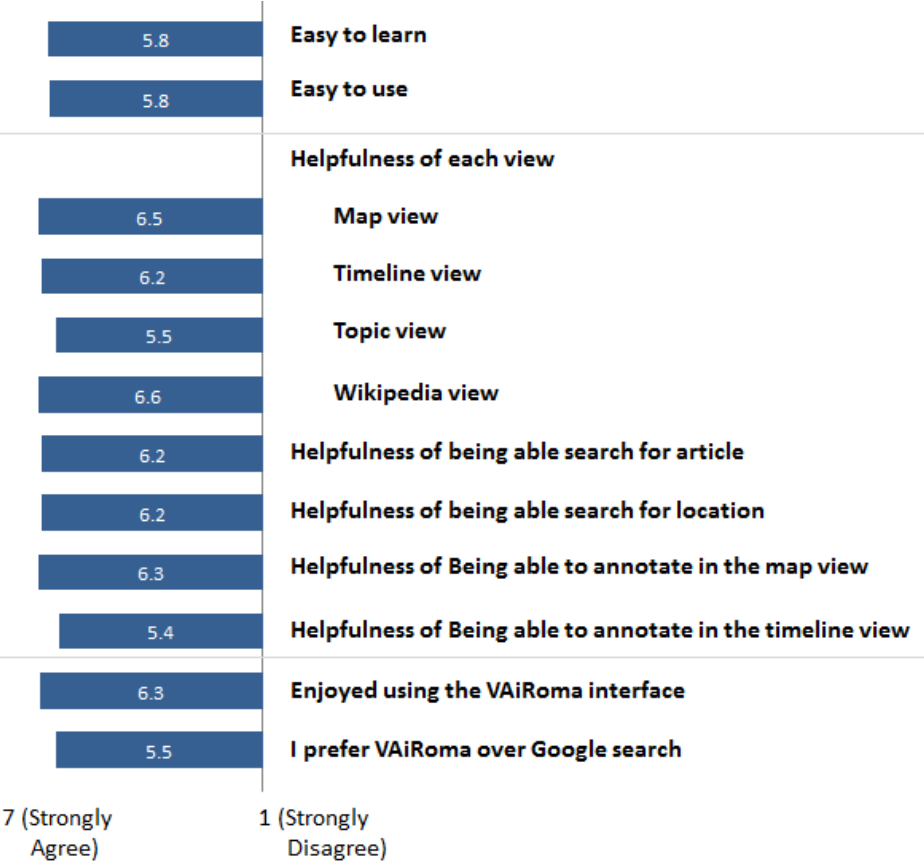 5.8 Easy to learn
5.8 Easy to use
Helpfulness of each view
6.5 Map view
6.2 Timeline view
5.5 Topic view
6.6 Wikipedia view
6.2 Helpfulness of being able search for article
6.2 Helpfulness of being able search for location
6.3 Helpfulness of Being able to annotate in the map view
5.4 Helpfulness of Being able to annotate in the timeline view
6.3 Enjoyed using the VAiRoma interface
5.5 I prefer VAiRoma over Google search
7 (Strongly
Agree)
1 (Strongly
Disagree)